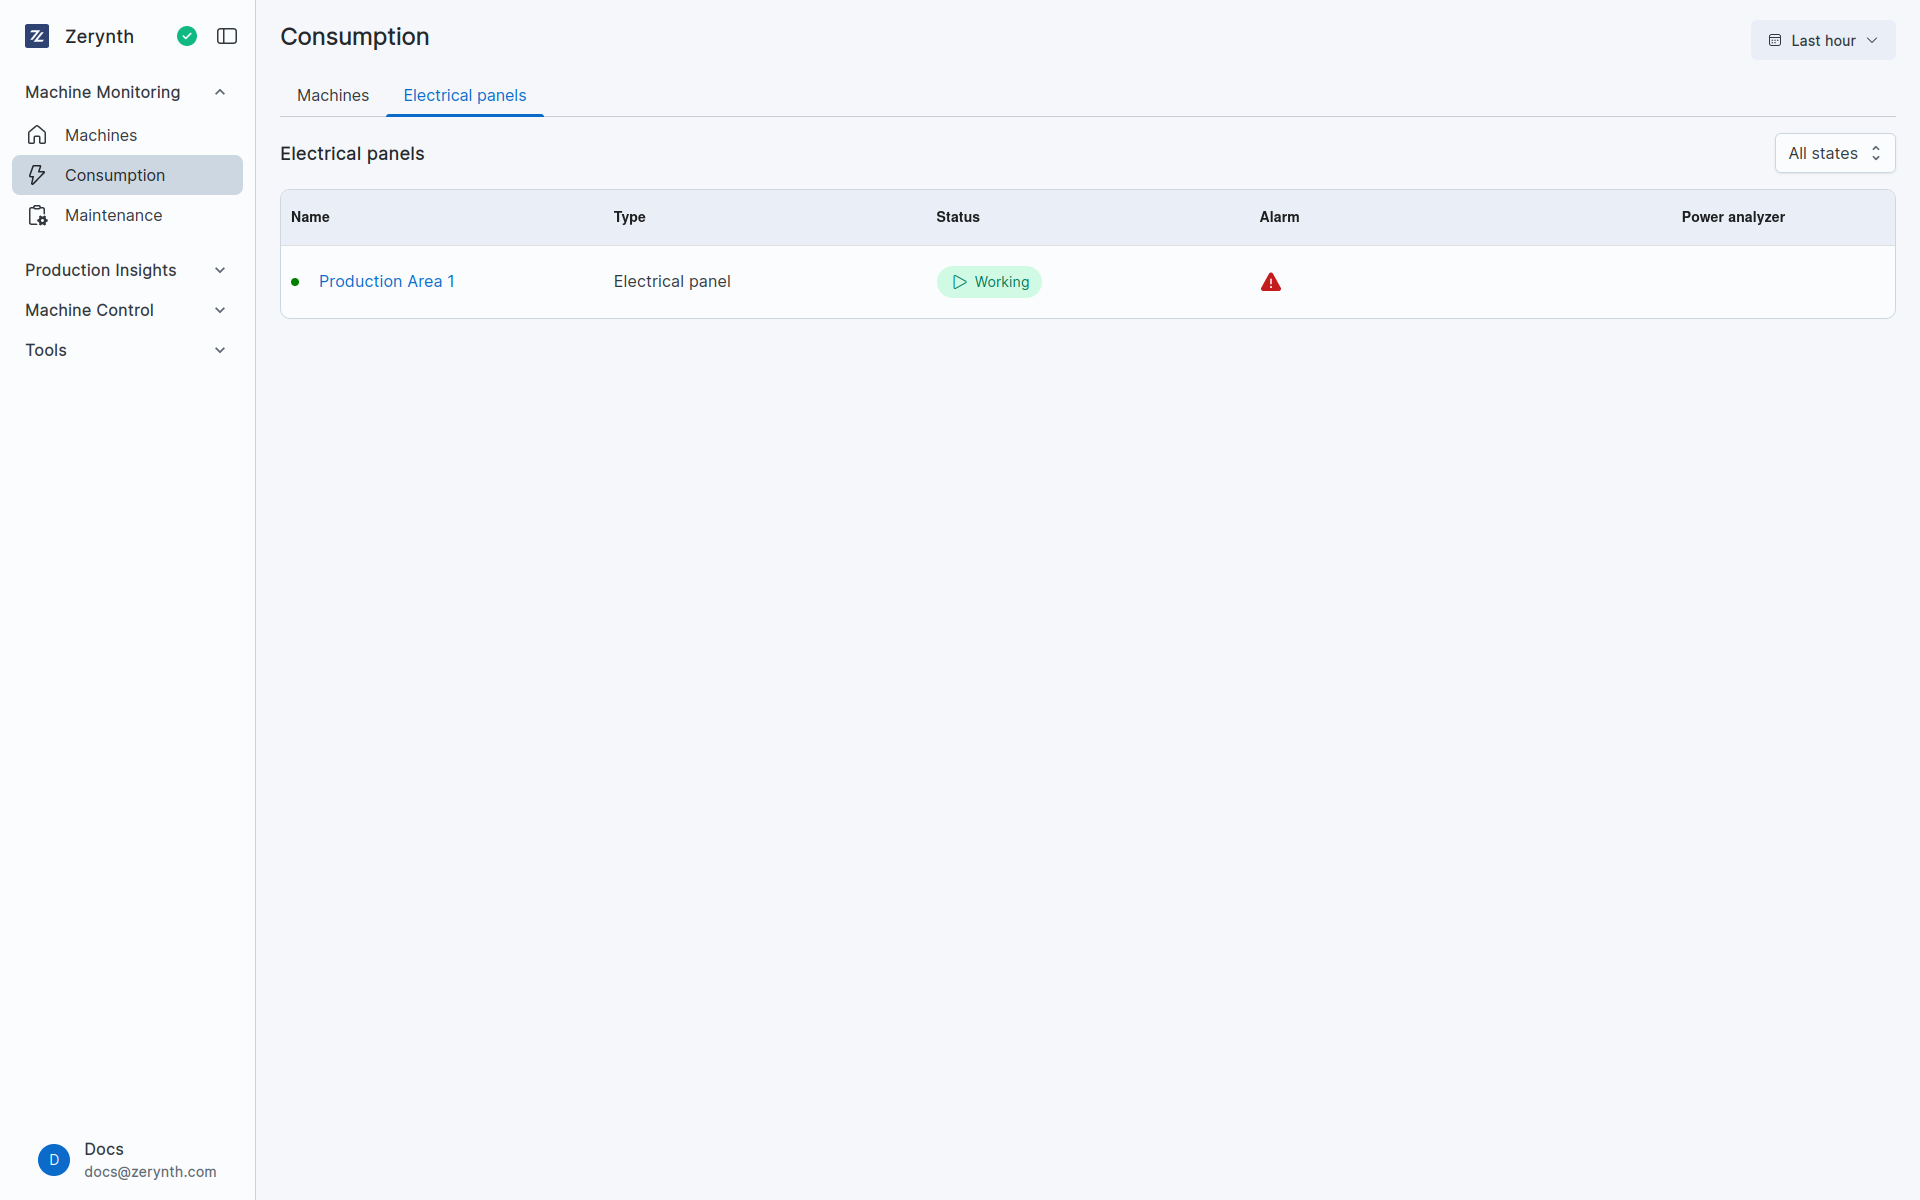 Zerynth
Machine Monitoring
Machines
Consumption
Maintenance
Production Insights
Machine Control
Tools
Docs
D
docs@zerynth.com
Consumption
Last hour
Machines
Electrical panels
Electrical panels
All states
Name Type Status Alarm Power analyzer
Production Area 1 Electrical panel Working